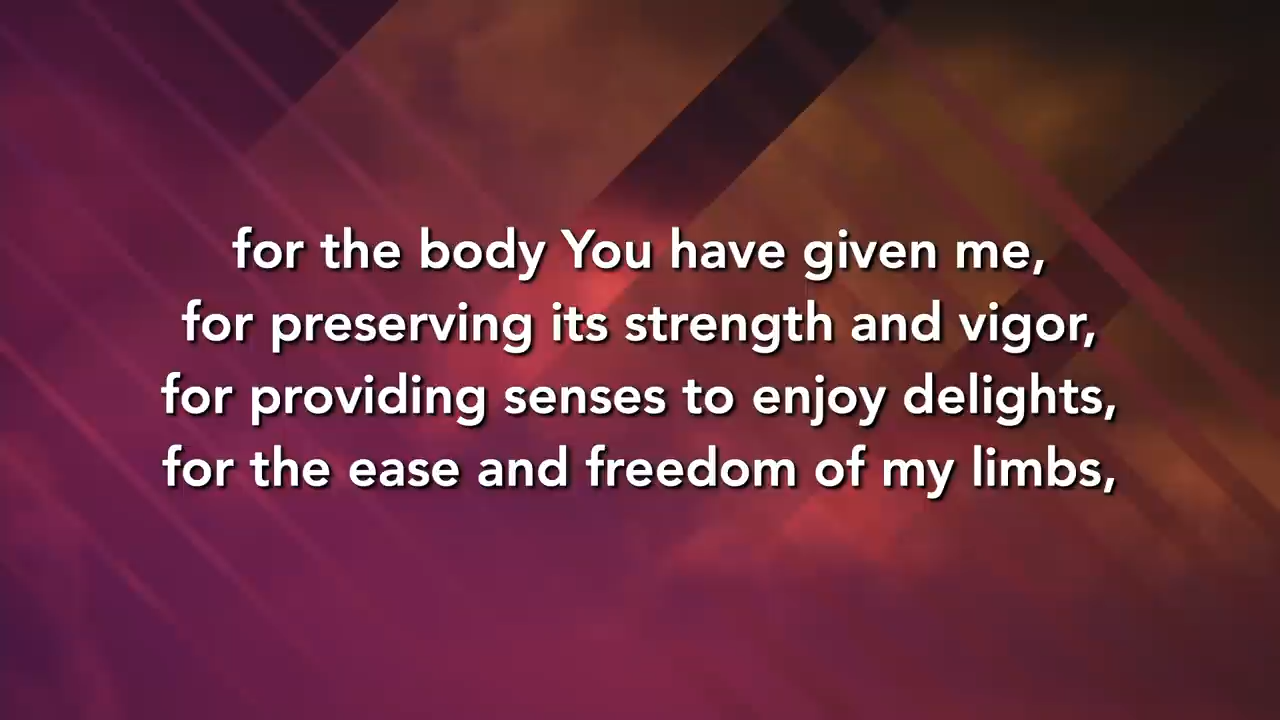 for the body You have given me,
for preserving its strength and vigor,
for providing senses to enjoy delights,
for the ease and freedom of my limbs,